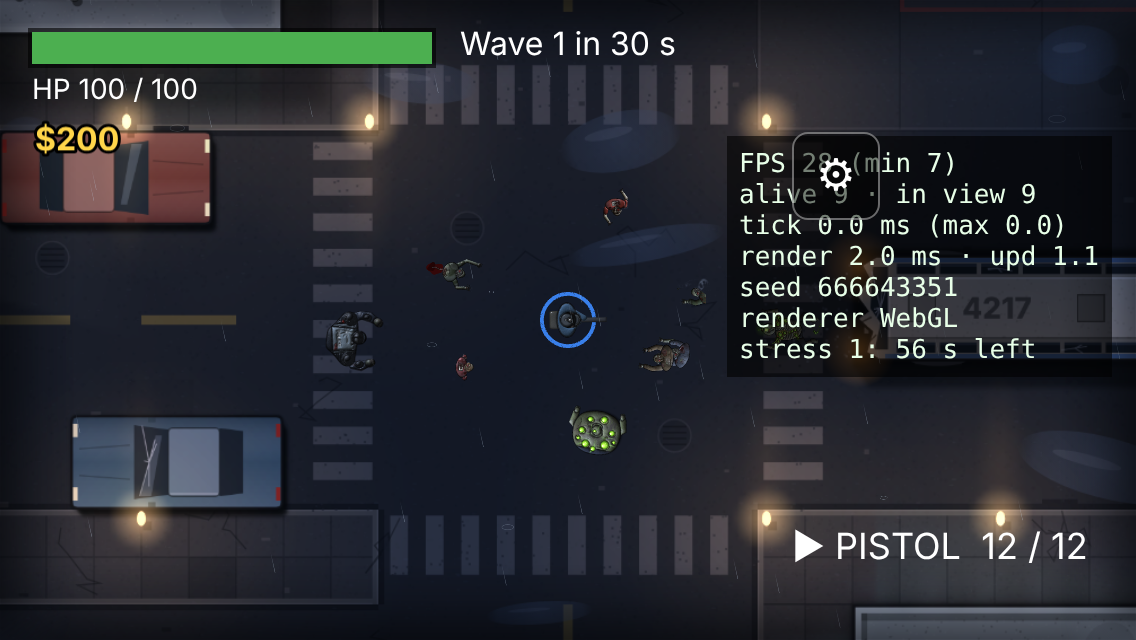 Wave 1 in 30 s
HP 100 / 100
$200
FPS 28 (min 7)
alive 9 · in view 9
tick 0.0 ms (max 0.0)
render 2.0 ms · upd 1.1
seed 666643351
renderer WebGL
stress 1: 56 s left
4217
▶ PISTOL 12 / 12